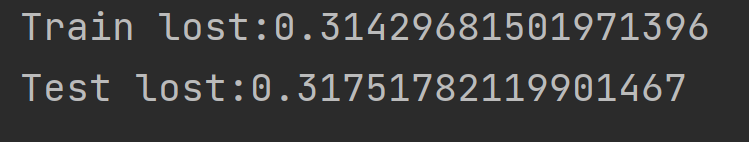 Train lost:0.31429681501971396
Test lost:0.31751782119901467